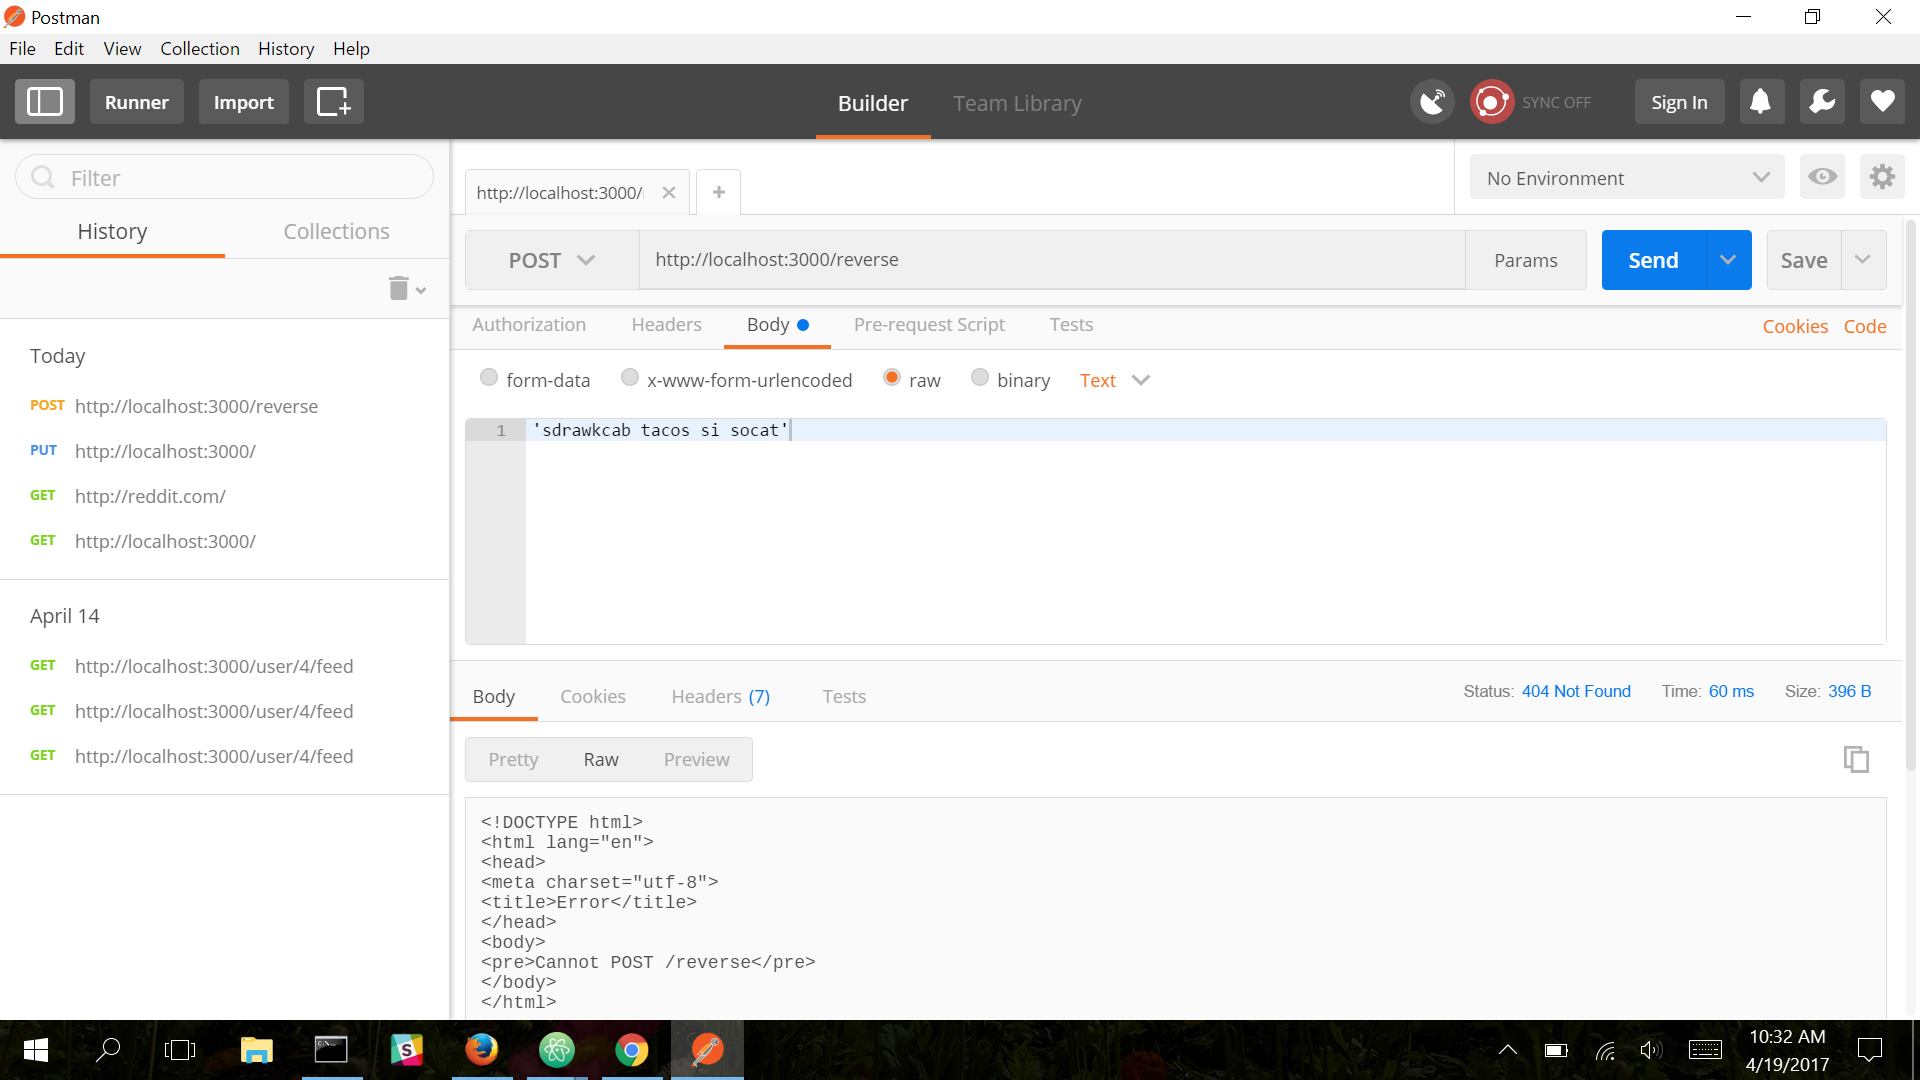 Postman
File Edit View Collection History Help
Runner Import Builder Team Library SYNC OFF Sign In
Filter
History Collections
Today
POST http://localhost:3000/reverse
PUT http://localhost:3000/
GET http://reddit.com/
GET http://localhost:3000/
April 14
GET http://localhost:3000/user/4/feed
GET http://localhost:3000/user/4/feed
GET http://localhost:3000/user/4/feed
http://localhost:3000/ No Environment
POST http://localhost:3000/reverse Params Send Save
Authorization Headers Body Pre-request Script Tests Cookies Code
form-data x-www-form-urlencoded raw binary Text
1 'sdrawkcab tacos si socat'
Body Cookies Headers (7) Tests Status: 404 Not Found Time: 60 ms Size: 396 B
Pretty Raw Preview
<!DOCTYPE html>
<html lang="en">
<head>
<meta charset="utf-8">
<title>Error</title>
</head>
<body>
<pre>Cannot POST /reverse</pre>
</body>
</html>
10:32 AM
4/19/2017